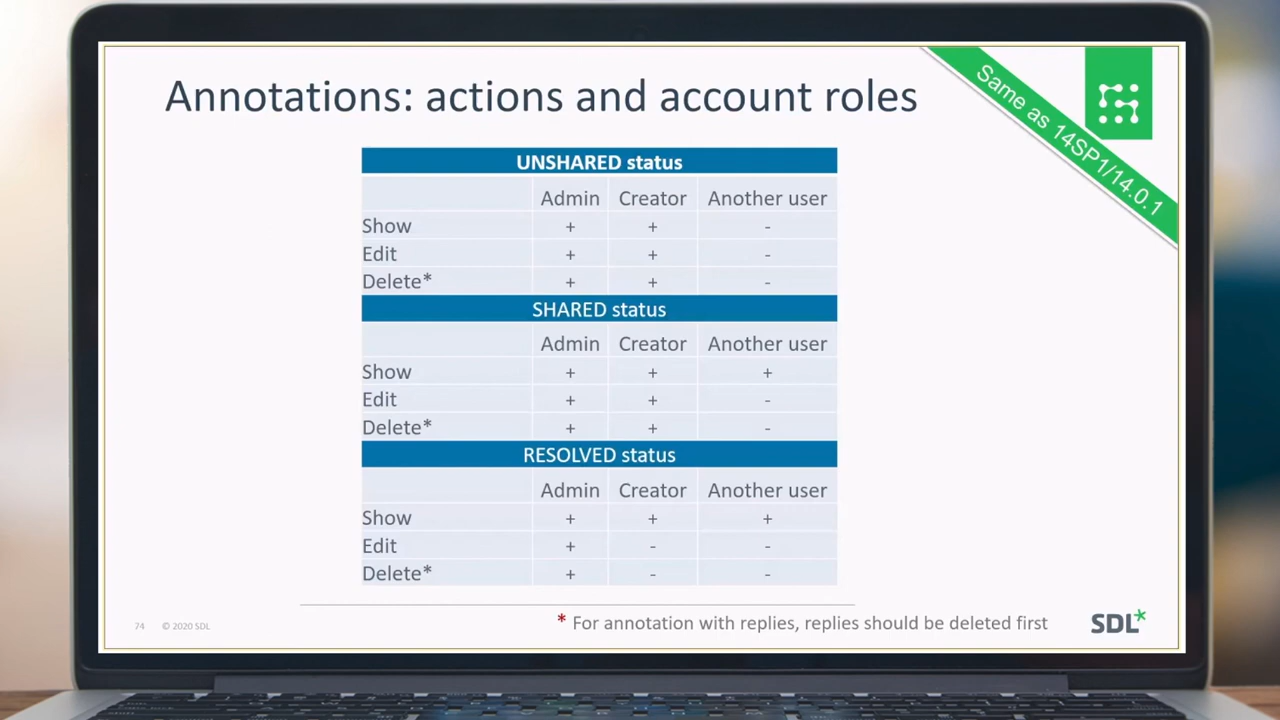 Annotations: actions and account roles
Same as 14SP1/14.0.1
UNSHARED status
Admin Creator Another user
Show + + -
Edit + + -
Delete* + + -
SHARED status
Admin Creator Another user
Show + + +
Edit + + -
Delete* + + -
RESOLVED status
Admin Creator Another user
Show + + +
Edit + - -
Delete* + - -
* For annotation with replies, replies should be deleted first
74 © 2020 SDL
SDL*